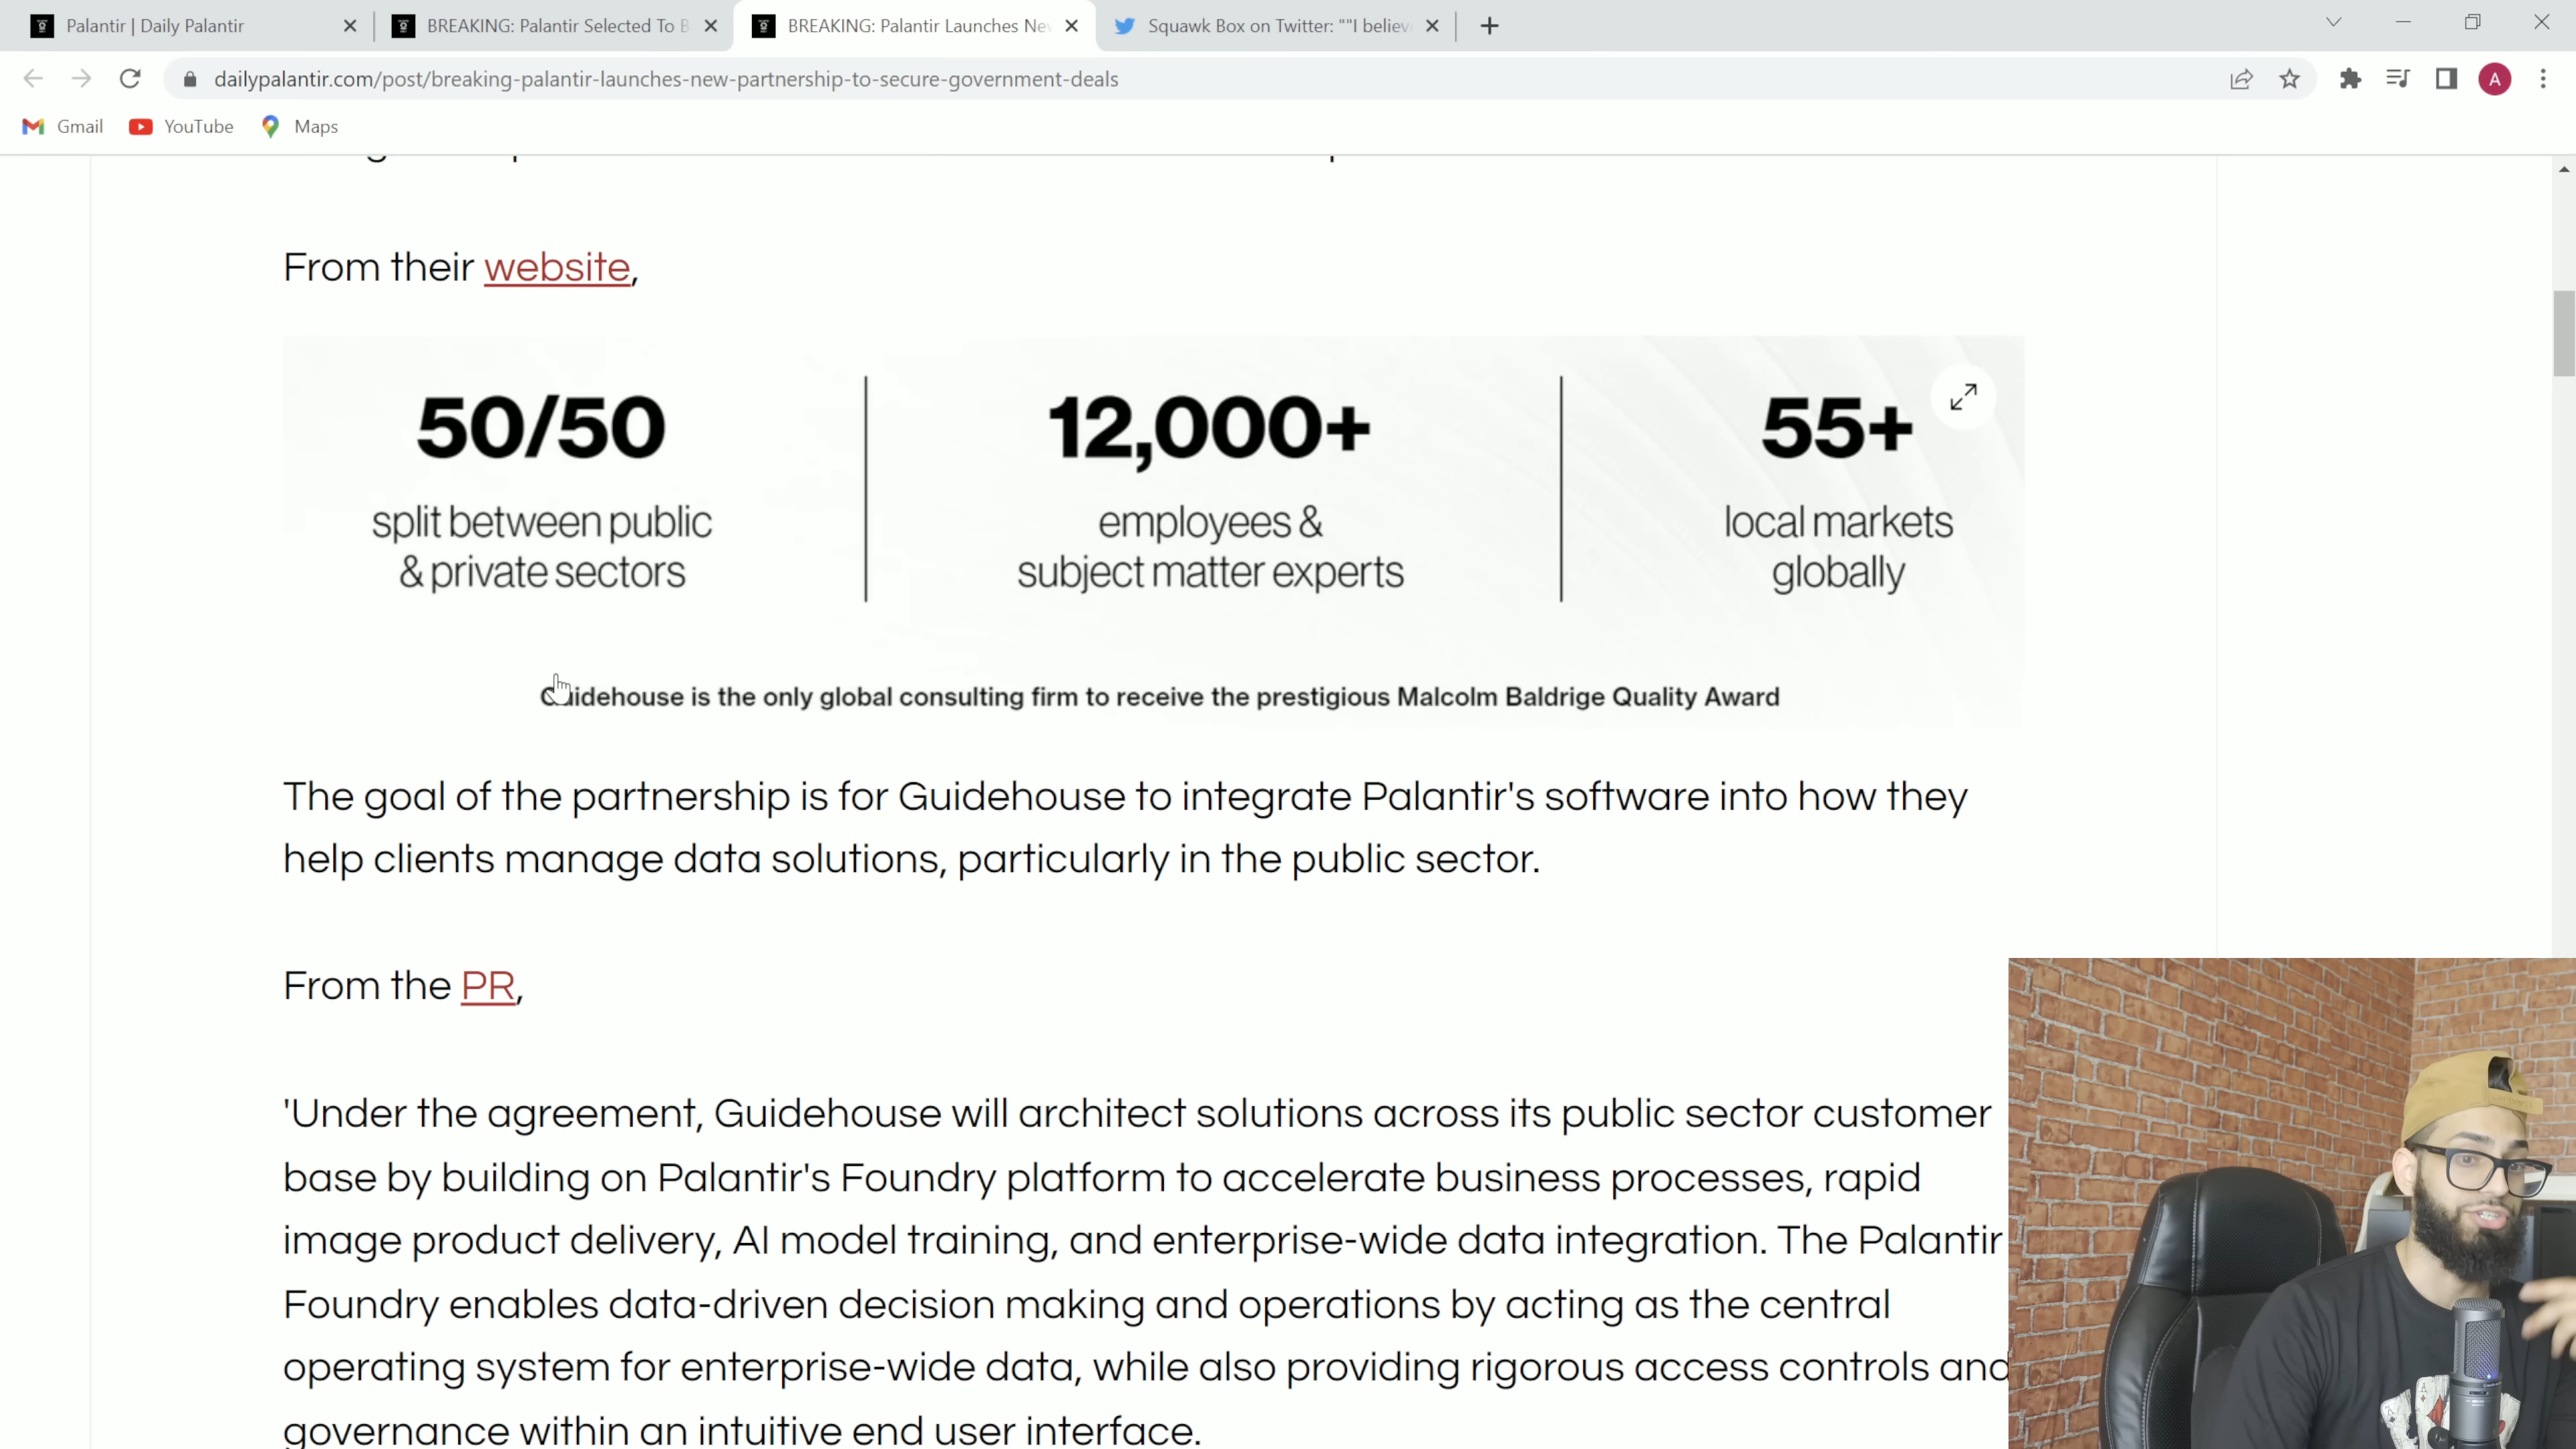 Palantir | Daily Palantir
BREAKING: Palantir Selected To B
BREAKING: Palantir Launches Nev
Squawk Box on Twitter: ""I believ
dailypalantir.com/post/breaking-palantir-launches-new-partnership-to-secure-government-deals
A
Gmail
YouTube
Maps
From their website,
50/50
split between public
& private sectors
12,000+
employees &
subject matter experts
55+
local markets
globally
Guidehouse is the only global consulting firm to receive the prestigious Malcolm Baldrige Quality Award
The goal of the partnership is for Guidehouse to integrate Palantir's software into how they
help clients manage data solutions, particularly in the public sector.
From the PR,
'Under the agreement, Guidehouse will architect solutions across its public sector customer
base by building on Palantir's Foundry platform to accelerate business processes, rapid
image product delivery, AI model training, and enterprise-wide data integration. The Palantir
Foundry enables data-driven decision making and operations by acting as the central
operating system for enterprise-wide data, while also providing rigorous access controls and
governance within an intuitive end user interface.